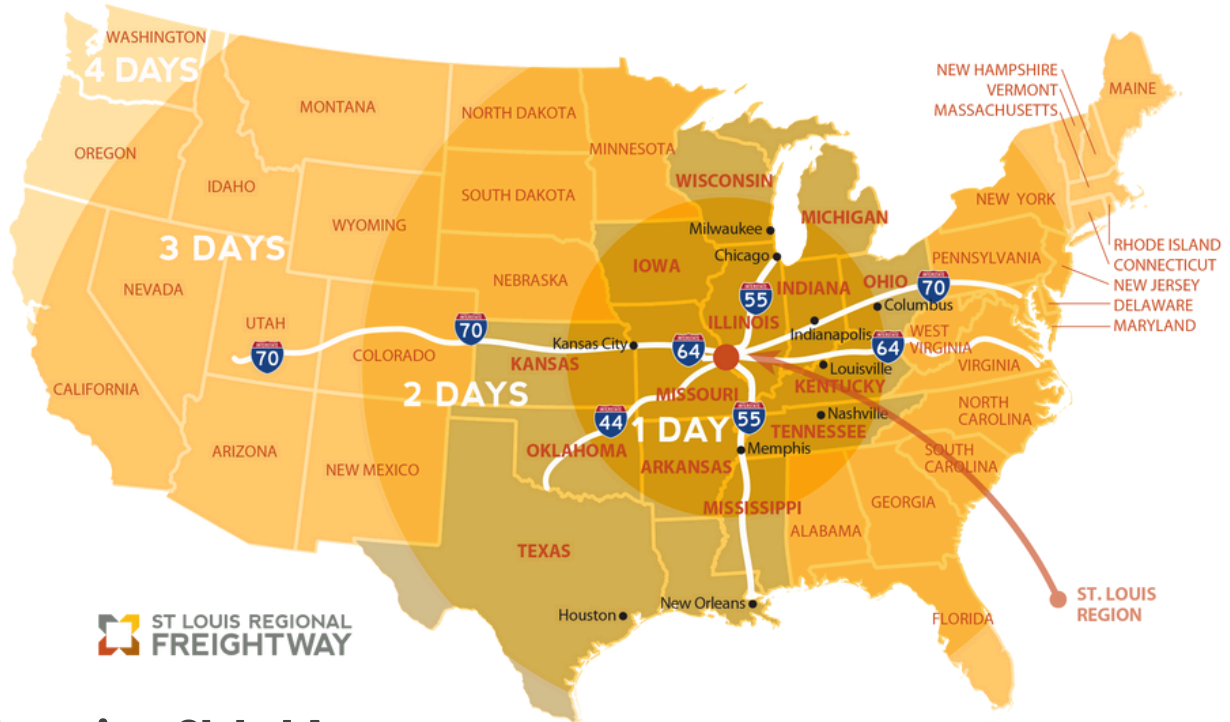 WASHINGTON
4 DAYS
MONTANA
NORTH DAKOTA
MINNESOTA
NEW HAMPSHIRE
VERMONT
MASSACHUSETTS
MAINE
OREGON
IDAHO
SOUTH DAKOTA
WISCONSIN
WYOMING
NEW YORK
MICHIGAN
3 DAYS
Milwaukee
Chicago
RHODE ISLAND
CONNECTICUT
NEW JERSEY
DELAWARE
MARYLAND
NEVADA
NEBRASKA
IOWA
PENNSYLVANIA
INDIANA
OHIO
70
55
Columbus
UTAH
ILLINOIS
Indianapolis
70
70
COLORADO
KANSAS
Kansas City
64
64
WEST
VIRGINIA
VIRGINIA
Louisville
KENTUCKY
CALIFORNIA
2 DAYS
MISSOURI
44
55
1 DAY
Nashville
TENNESSEE
NORTH
CAROLINA
ARIZONA
NEW MEXICO
OKLAHOMA
ARKANSAS
Memphis
SOUTH
CAROLINA
MISSISSIPPI
GEORGIA
ALABAMA
TEXAS
Houston
New Orleans
FLORIDA
ST. LOUIS
REGION
ST LOUIS REGIONAL
FREIGHTWAY